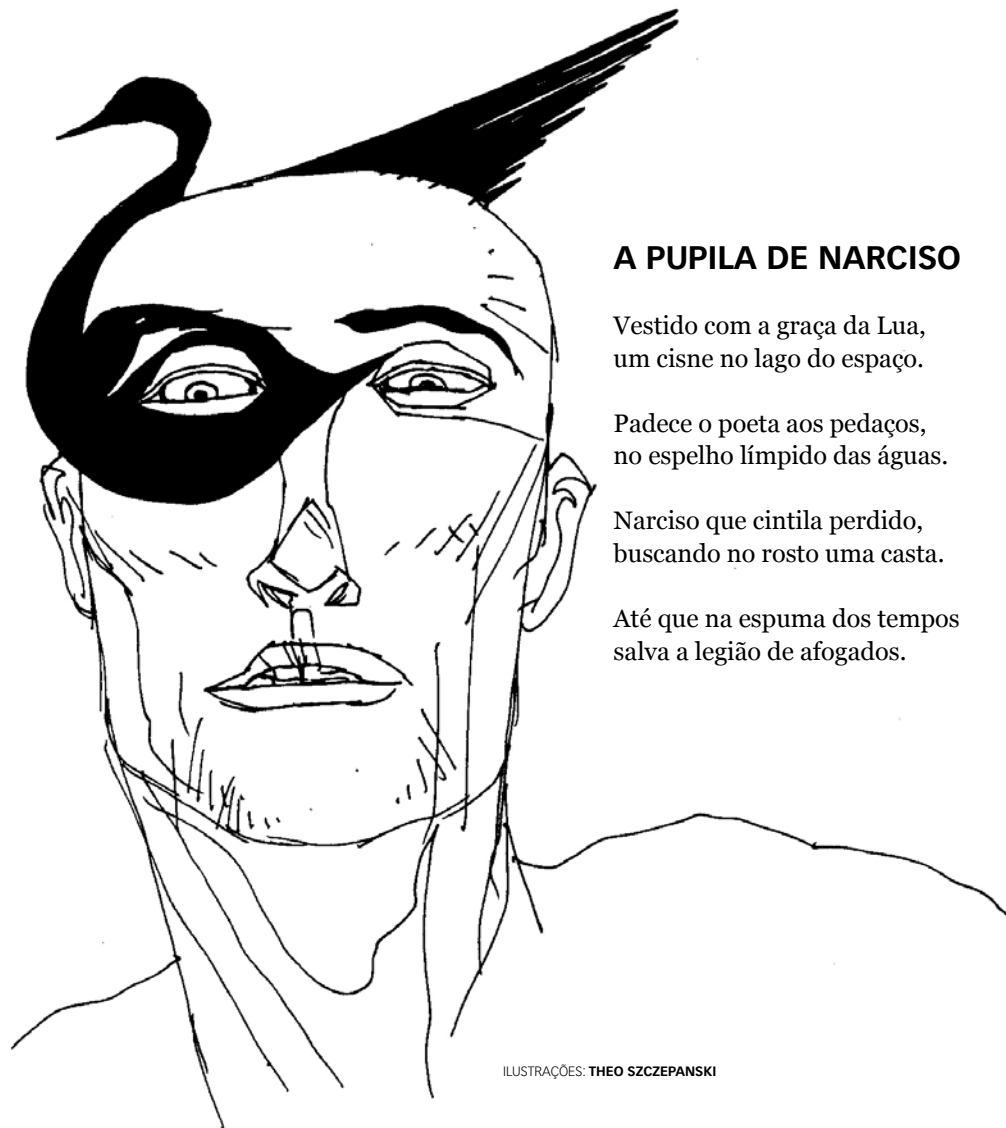 A PUPILA DE NARCISO
Vestido com a graça da Lua,
um cisne no lago do espaço.
Padece o poeta aos pedaços,
no espelho límpido das águas.
Narciso que cintila perdido,
buscando no rosto uma casta.
Até que na espuma dos tempos
salva a legião de afogados.
ILUSTRAÇÕES: THEO SZCZEPANSKI